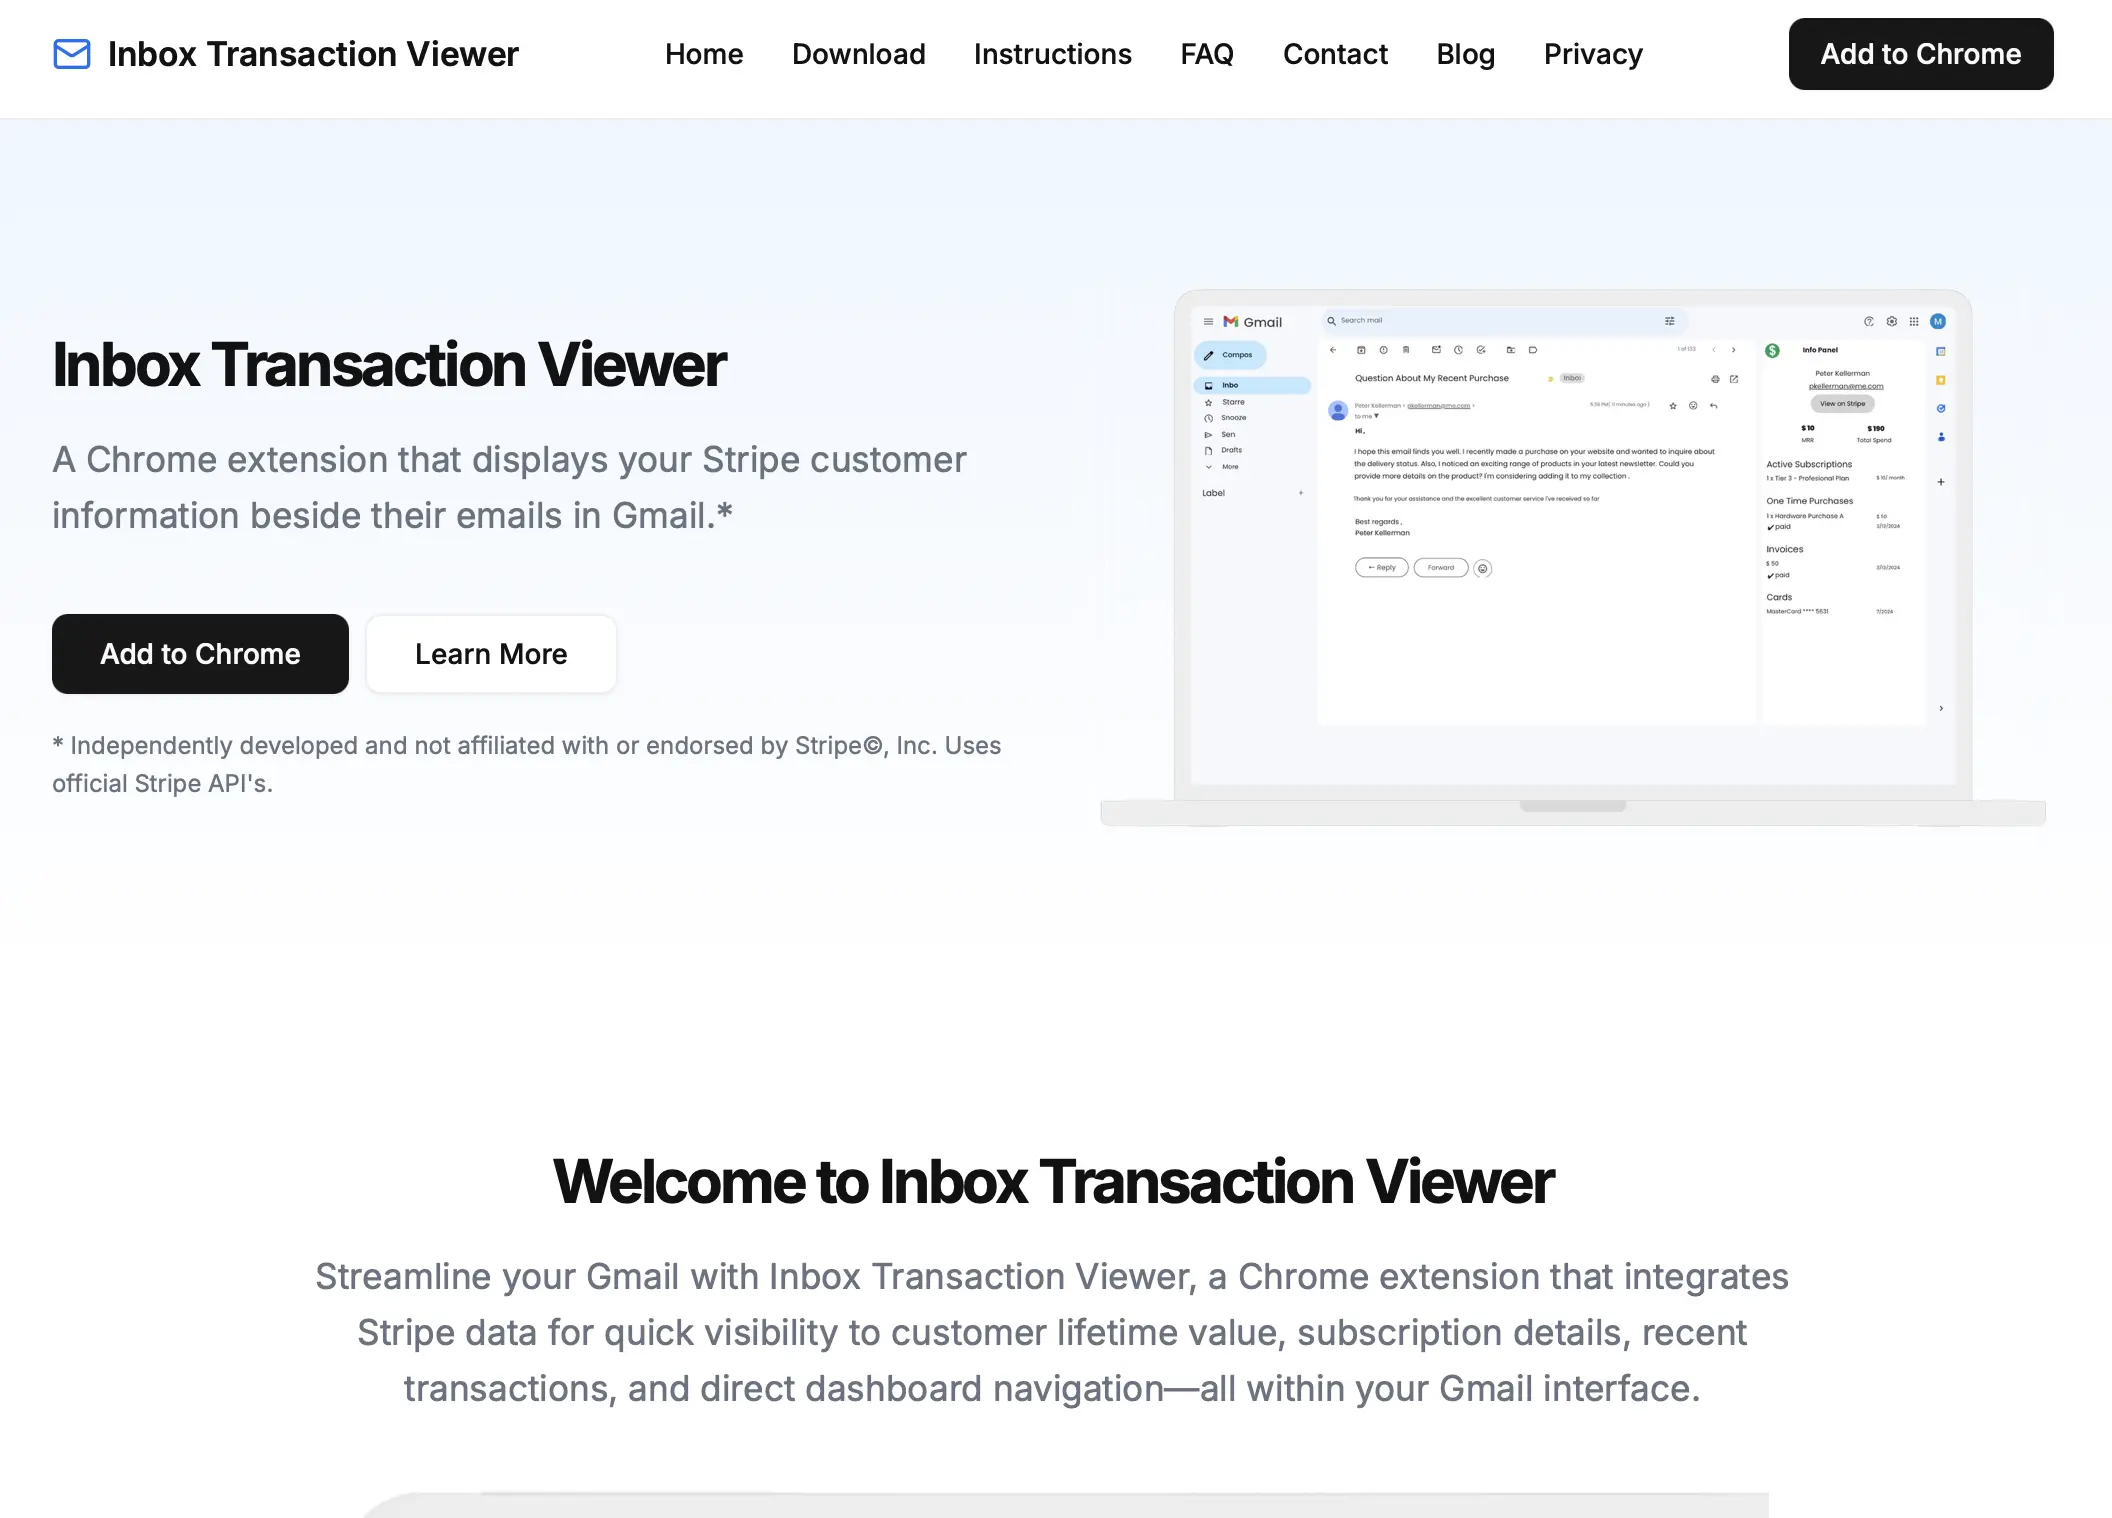 Inbox Transaction Viewer
Home
Download
Instructions
FAQ
Contact
Blog
Privacy
Add to Chrome
Inbox Transaction Viewer
A Chrome extension that displays your Stripe customer
information beside their emails in Gmail.*
Add to Chrome
Learn More
* Independently developed and not affiliated with or endorsed by Stripe©, Inc. Uses
official Stripe API's.
Gmail
Search mail
M
Compos
Inbo
Starre
Snooze
Sen
Drafts
More
Label
1 of 133
Question About My Recent Purchase
Inboi
Peter Kellerman
pkellerman@me.com
to me
Hi,
I hope this email finds you well. I recently made a purchase on your website and wanted to inquire about
the delivery status. Also, I noticed an exciting range of products in your latest newsletter. Could you
provide more details on the product? I'm considering adding it to my collection .
Thank you for your assistance and the excellent customer service I've received so far
Best regards ,
Peter Kellerman
← Reply
Forward
$
Info Panel
Peter Kellerman
pkellerman@me.com
View on Stripe
$ 10
$ 190
MRR
Total Spend
Active Subscriptions
1 x Tier 3 - Profesional Plan
$ 10/ month
One Time Purchases
1 x Hardware Purchase A
paid
Invoices
$ 50
paid
Cards
MasterCard **** 5631
7/2024
Welcome to Inbox Transaction Viewer
Streamline your Gmail with Inbox Transaction Viewer, a Chrome extension that integrates
Stripe data for quick visibility to customer lifetime value, subscription details, recent
transactions, and direct dashboard navigation—all within your Gmail interface.